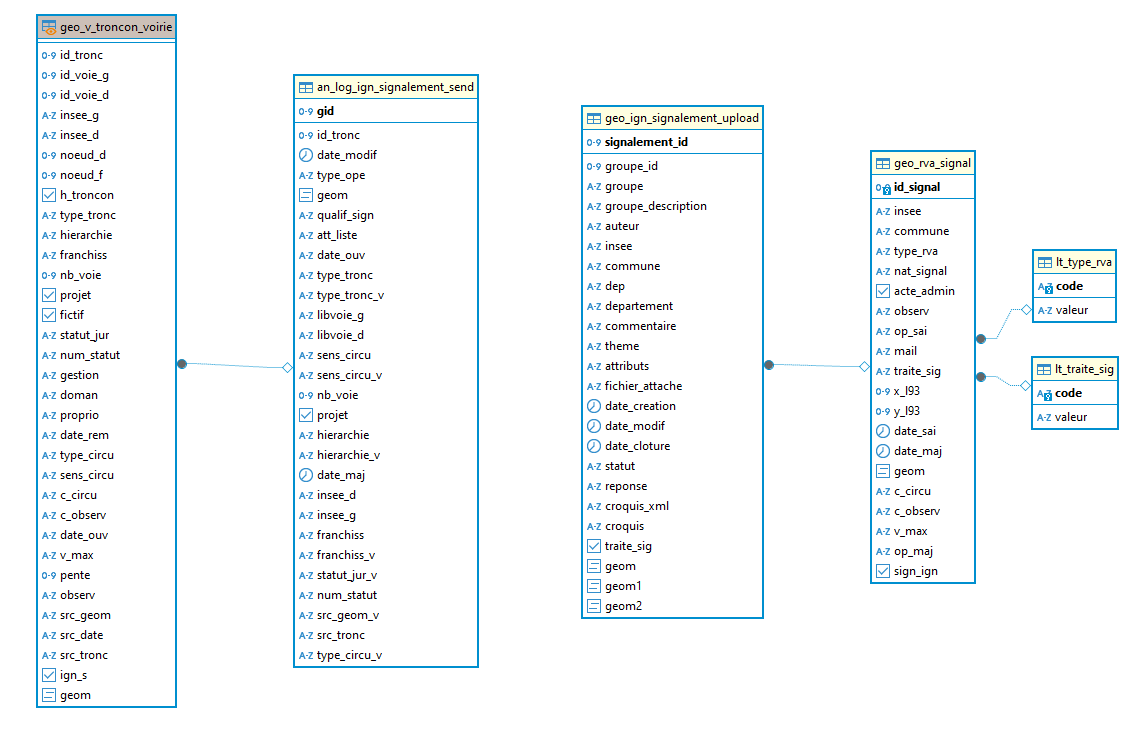 geo_v_troncon_voirie
0-9 id_tronc
0-9 id_voie_g
0-9 id_voie_d
A-Z insee_g
A-Z insee_d
0-9 noeud_d
0-9 noeud_f
h_troncon
A-Z type_tronc
A-Z hierarchie
A-Z franchiss
0-9 nb_voie
projet
fictif
A-Z statut_jur
A-Z num_statut
A-Z gestion
A-Z doman
A-Z proprio
A-Z date_rem
A-Z type_circu
A-Z sens_circu
A-Z c_circu
A-Z c_observ
A-Z date_ouv
A-Z v_max
0-9 pente
A-Z observ
A-Z src_geom
A-Z src_date
A-Z src_tronc
ign_s
geom
an_log_ign_signalement_send
0-9 gid
0-9 id_tronc
date_modif
A-Z type_ope
geom
A-Z qualif_sign
A-Z att_liste
A-Z date_ouv
A-Z type_tronc
A-Z type_tronc_v
A-Z libvoie_g
A-Z libvoie_d
A-Z sens_circu
A-Z sens_circu_v
0-9 nb_voie
projet
A-Z hierarchie
A-Z hierarchie_v
date_maj
A-Z insee_d
A-Z insee_g
A-Z franchiss
A-Z franchiss_v
A-Z statut_jur_v
A-Z num_statut
A-Z src_geom_v
A-Z src_tronc
A-Z type_circu_v
geo_ign_signalement_upload
0-9 signalement_id
0-9 groupe_id
A-Z groupe
A-Z groupe_description
A-Z auteur
A-Z insee
A-Z commune
A-Z dep
A-Z departement
A-Z commentaire
A-Z theme
A-Z attributs
A-Z fichier_attache
date_creation
date_modif
date_cloture
A-Z statut
A-Z reponse
A-Z croquis_xml
A-Z croquis
traite_sig
geom
geom1
geom2
geo_rva_signal
0-9 id_signal
A-Z insee
A-Z commune
A-Z type_rva
A-Z nat_signal
acte_admin
A-Z observ
A-Z op_sai
A-Z mail
A-Z traite_sig
0-9 x_l93
0-9 y_l93
date_sai
date_maj
geom
A-Z c_circu
A-Z c_observ
A-Z v_max
A-Z op_maj
sign_ign
lt_type_rva
A-Z code
A-Z valeur
lt_traite_sig
A-Z code
A-Z valeur